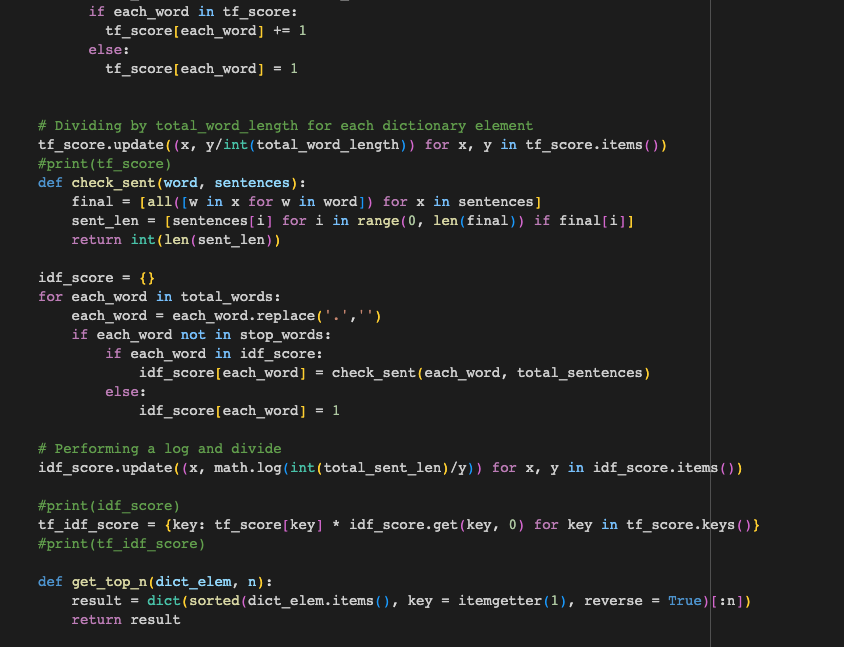 if each_word in tf_score:
            tf_score[each_word] += 1
        else:
            tf_score[each_word] = 1

# Dividing by total_word_length for each dictionary element
tf_score.update((x, y/int(total_word_length)) for x, y in tf_score.items())
#print(tf_score)
def check_sent(word, sentences):
    final = [all([w in x for w in word]) for x in sentences]
    sent_len = [sentences[i] for i in range(0, len(final)) if final[i]]
    return int(len(sent_len))

idf_score = {}
for each_word in total_words:
    each_word = each_word.replace('.','')
    if each_word not in stop_words:
        if each_word in idf_score:
            idf_score[each_word] = check_sent(each_word, total_sentences)
        else:
            idf_score[each_word] = 1

# Performing a log and divide
idf_score.update((x, math.log(int(total_sent_len)/y)) for x, y in idf_score.items())

#print(idf_score)
tf_idf_score = {key: tf_score[key] * idf_score.get(key, 0) for key in tf_score.keys()}
#print(tf_idf_score)

def get_top_n(dict_elem, n):
    result = dict(sorted(dict_elem.items(), key = itemgetter(1), reverse = True)[:n])
    return result